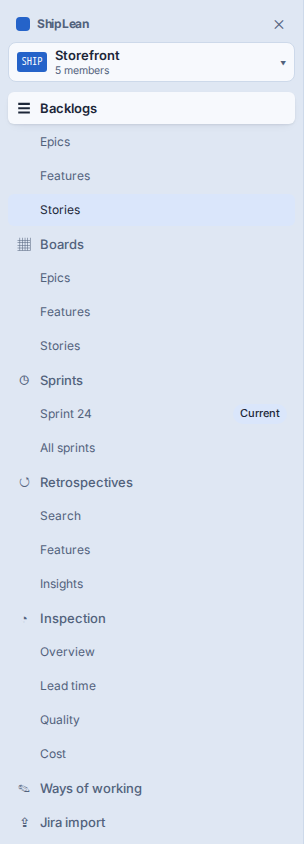 ShipLean
SHIP
Storefront
5 members
Backlogs
Epics
Features
Stories
Boards
Epics
Features
Stories
Sprints
Sprint 24
Current
All sprints
Retrospectives
Search
Features
Insights
Inspection
Overview
Lead time
Quality
Cost
Ways of working
Jira import